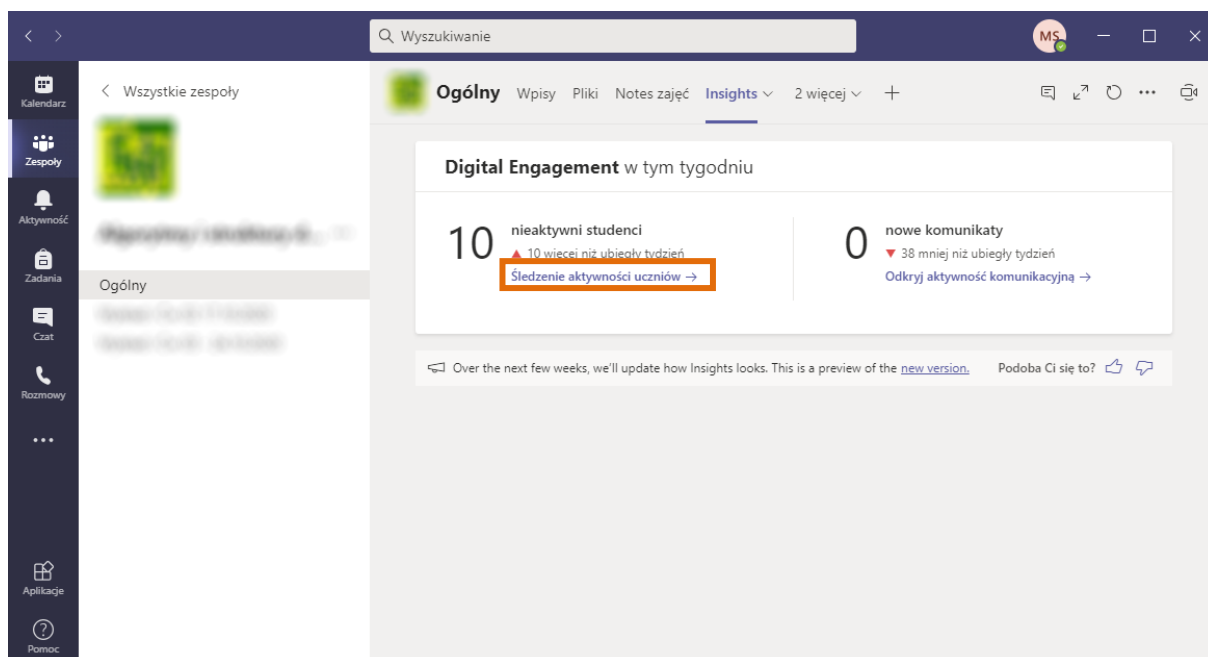 Wyszukiwanie
MS
Kalendarz
Zespoły
Aktywność
Zadania
Czat
Rozmowy
Aplikacje
Pomoc
Wszystkie zespoły
Ogólny
Ogólny Wpisy Pliki Notes zajęć Insights 2 więcej
Digital Engagement w tym tygodniu
10 nieaktywni studenci
10 więcej niż ubiegły tydzień
Śledzenie aktywności uczniów →
0 nowe komunikaty
38 mniej niż ubiegły tydzień
Odkryj aktywność komunikacyjną →
Over the next few weeks, we'll update how Insights looks. This is a preview of the new version. Podoba Ci się to?